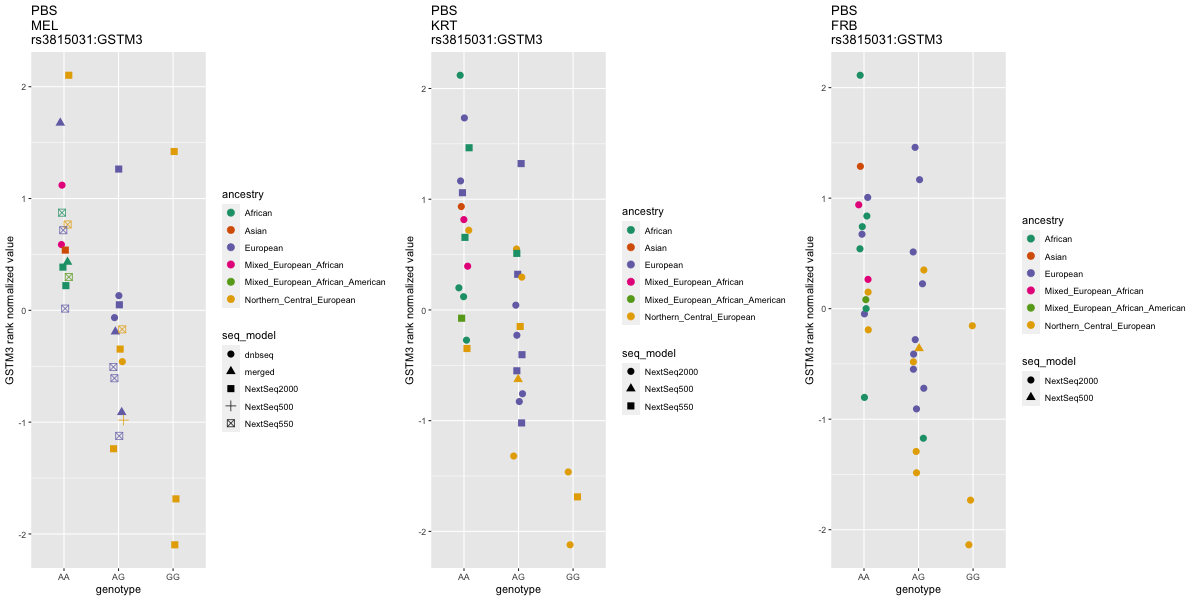 PBS
MEL
rs3815031:GSTM3
GSTM3 rank normalized value
2
1
0
-1
-2
AA
AG
GG
genotype
ancestry
African
Asian
European
Mixed_European_African
Mixed_European_African_American
Northern_Central_European
seq_model
dnbseq
merged
NextSeq2000
NextSeq500
NextSeq550
PBS
KRT
rs3815031:GSTM3
GSTM3 rank normalized value
2
1
0
-1
-2
AA
AG
GG
genotype
ancestry
African
Asian
European
Mixed_European_African
Mixed_European_African_American
Northern_Central_European
seq_model
NextSeq2000
NextSeq500
NextSeq550
PBS
FRB
rs3815031:GSTM3
GSTM3 rank normalized value
2
1
0
-1
-2
AA
AG
GG
genotype
ancestry
African
Asian
European
Mixed_European_African
Mixed_European_African_American
Northern_Central_European
seq_model
NextSeq2000
NextSeq500